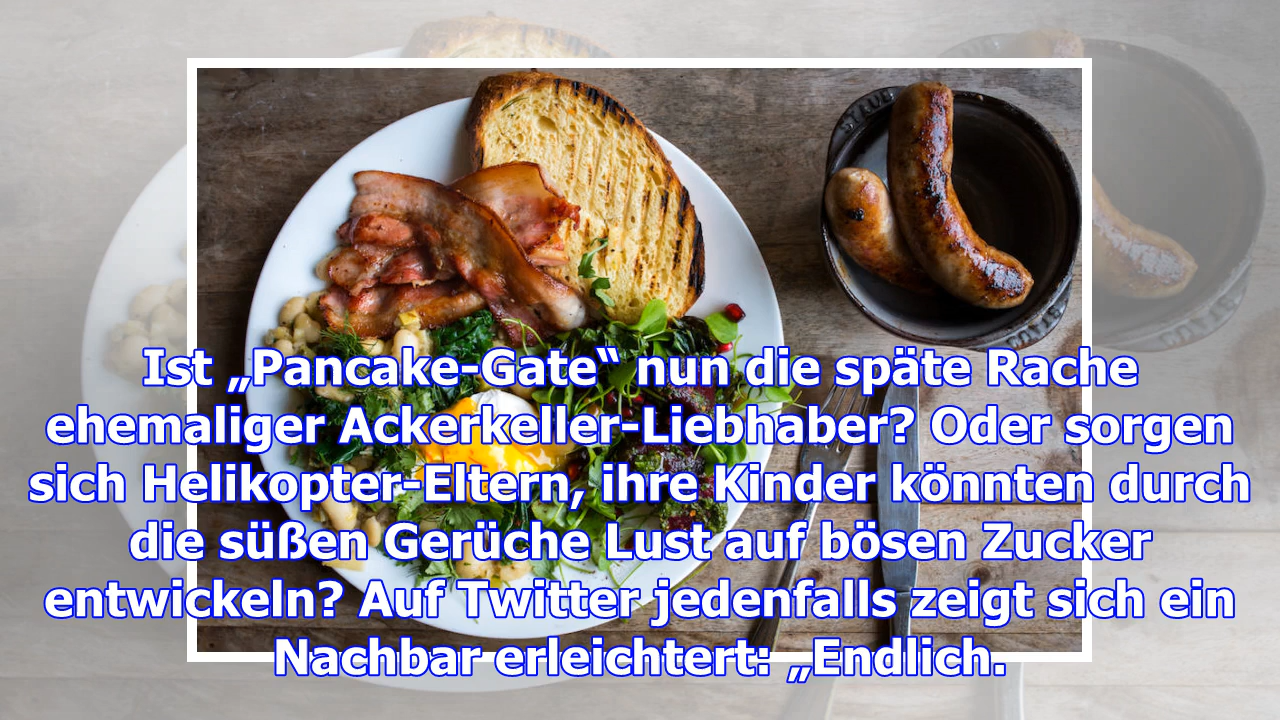 STAUB
Ist „Pancake-Gate“ nun die späte Rache
ehemaliger Ackerkeller-Liebhaber? Oder sorgen
sich Helikopter-Eltern, ihre Kinder könnten durch
die süßen Gerüche Lust auf bösen Zucker
entwickeln? Auf Twitter jedenfalls zeigt sich ein
Nachbar erleichtert: „Endlich.